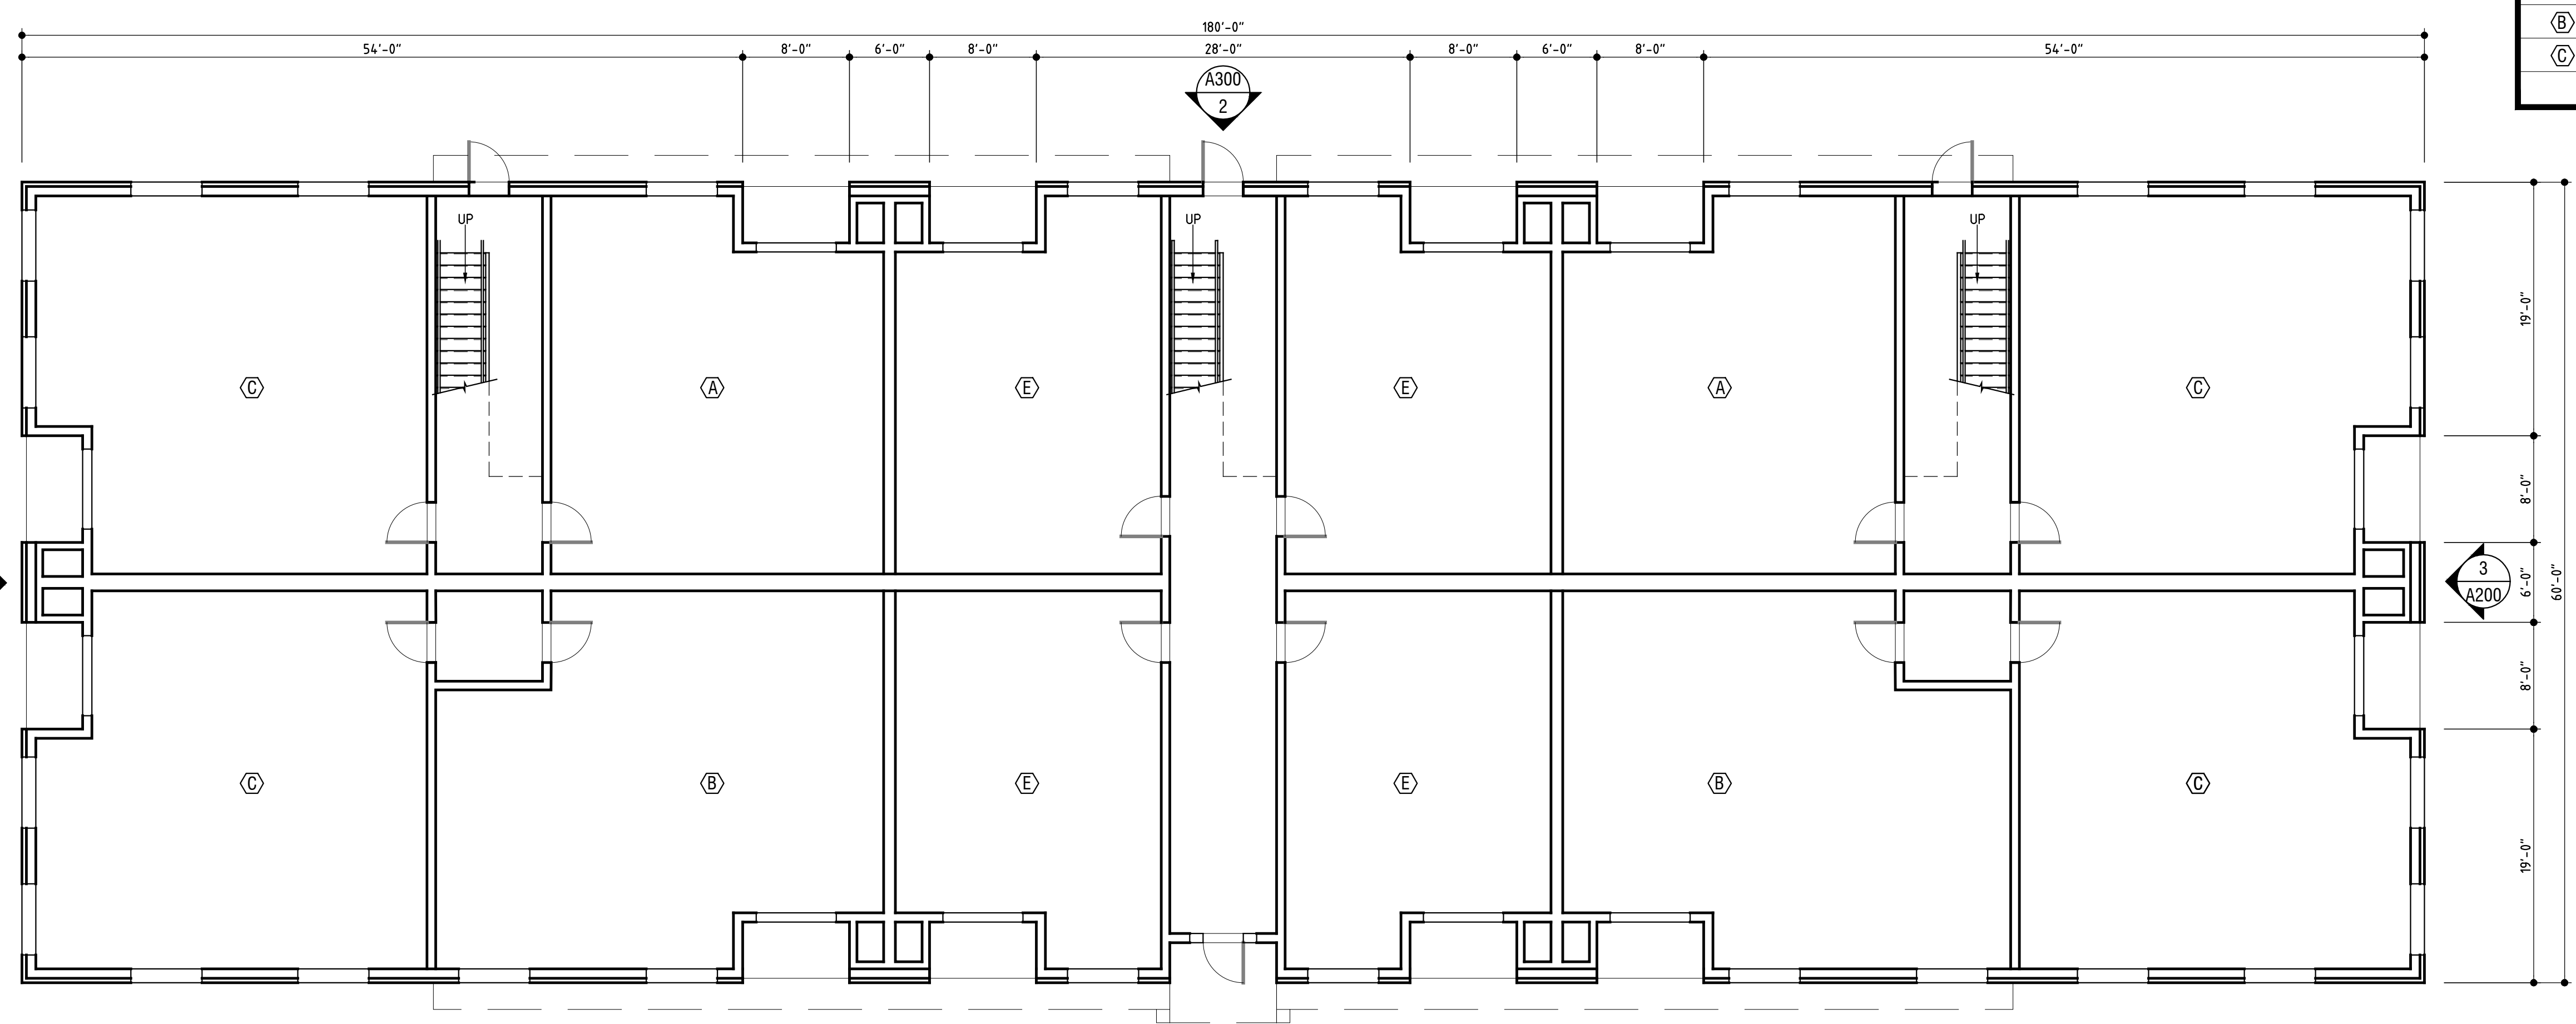 180'-0"
54'-0" 8'-0" 6'-0" 8'-0" 28'-0" 8'-0" 6'-0" 8'-0" 54'-0"
B
C
A300
2
UP UP UP
19'-0"
C A E E A C
8'-0"
3
A200
6'-0"
60'-0"
8'-0"
C B E E B C
19'-0"